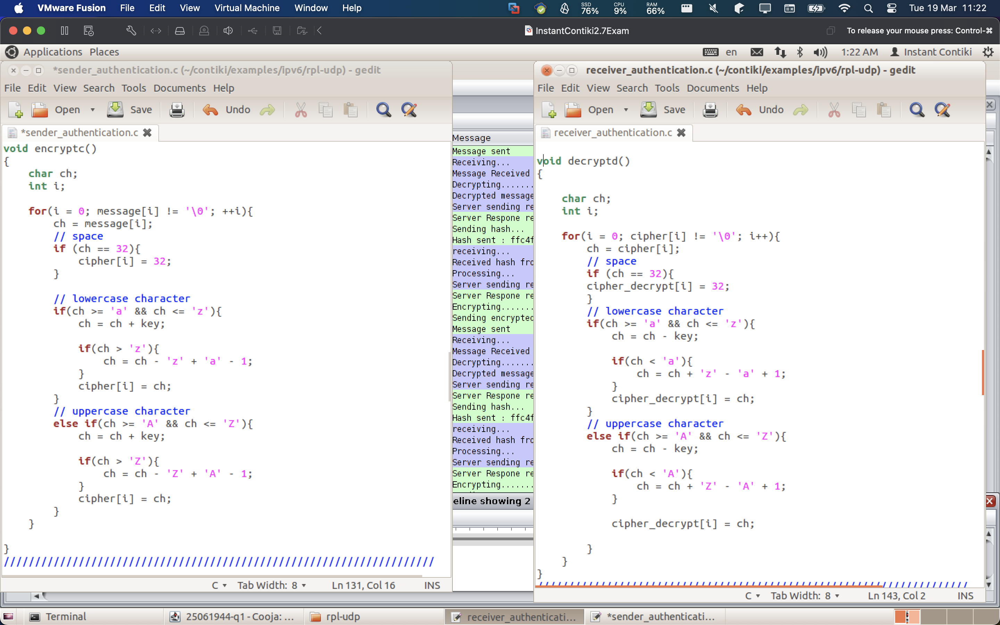 VMware Fusion File Edit View Virtual Machine Window Help SSD 76% CPU 9% RAM 66% Tue 19 Mar 11:22
InstantContiki2.7Exam To release your mouse press: Control-⌘
Applications Places en 1:22 AM Instant Contiki
*sender_authentication.c (~/contiki/examples/ipv6/rpl-udp) - gedit
File Edit View Search Tools Documents Help
Open Save Undo
*sender_authentication.c
void encryptc()
{
    char ch;
    int i;
    for(i = 0; message[i] != '\0'; ++i){
        ch = message[i];
        // space
        if (ch == 32){
            cipher[i] = 32;
        }
        // lowercase character
        if(ch >= 'a' && ch <= 'z'){
            ch = ch + key;
            if(ch > 'z'){
                ch = ch - 'z' + 'a' - 1;
            }
            cipher[i] = ch;
        }
        // uppercase character
        else if(ch >= 'A' && ch <= 'Z'){
            ch = ch + key;
            if(ch > 'Z'){
                ch = ch - 'Z' + 'A' - 1;
            }
            cipher[i] = ch;
        }
    }
}
/////////////////////////////////////////////////////////////////////
C Tab Width: 8 Ln 131, Col 16 INS
Message
Message sent
Receiving...
Message Received
Decrypting.......
Decrypted message
Server sending re
Server Respone re
Sending hash...
Hash sent : ffc4f
receiving...
Received hash fro
Processing...
Server sending re
Server Respone re
Encrypting.......
Sending encrypted
Message sent
Receiving...
Message Received
Decrypting.......
Decrypted message
Server sending re
Server Respone re
Sending hash...
Hash sent : ffc4f
receiving...
Received hash fro
Processing...
Server sending re
Server Respone re
Encrypting.......
eline showing 2
receiver_authentication.c (~/contiki/examples/ipv6/rpl-udp) - gedit
File Edit View Search Tools Documents Help
Open Save Undo
receiver_authentication.c
void decryptd()
{
    char ch;
    int i;
    for(i = 0; cipher[i] != '\0'; i++){
        ch = cipher[i];
        // space
        if (ch == 32){
        cipher_decrypt[i] = 32;
        }
        // lowercase character
        if(ch >= 'a' && ch <= 'z'){
            ch = ch - key;
            if(ch < 'a'){
                ch = ch + 'z' - 'a' + 1;
            }
            cipher_decrypt[i] = ch;
        }
        // uppercase character
        else if(ch >= 'A' && ch <= 'Z'){
            ch = ch - key;
            if(ch < 'A'){
                ch = ch + 'Z' - 'A' + 1;
            }
            cipher_decrypt[i] = ch;
        }
    }
}
/////////////////////////////////////////////////////////////////////
C Tab Width: 8 Ln 143, Col 2 INS
Terminal 25061944-q1 - Cooja: ... rpl-udp receiver_authenticati... *sender_authenticati...